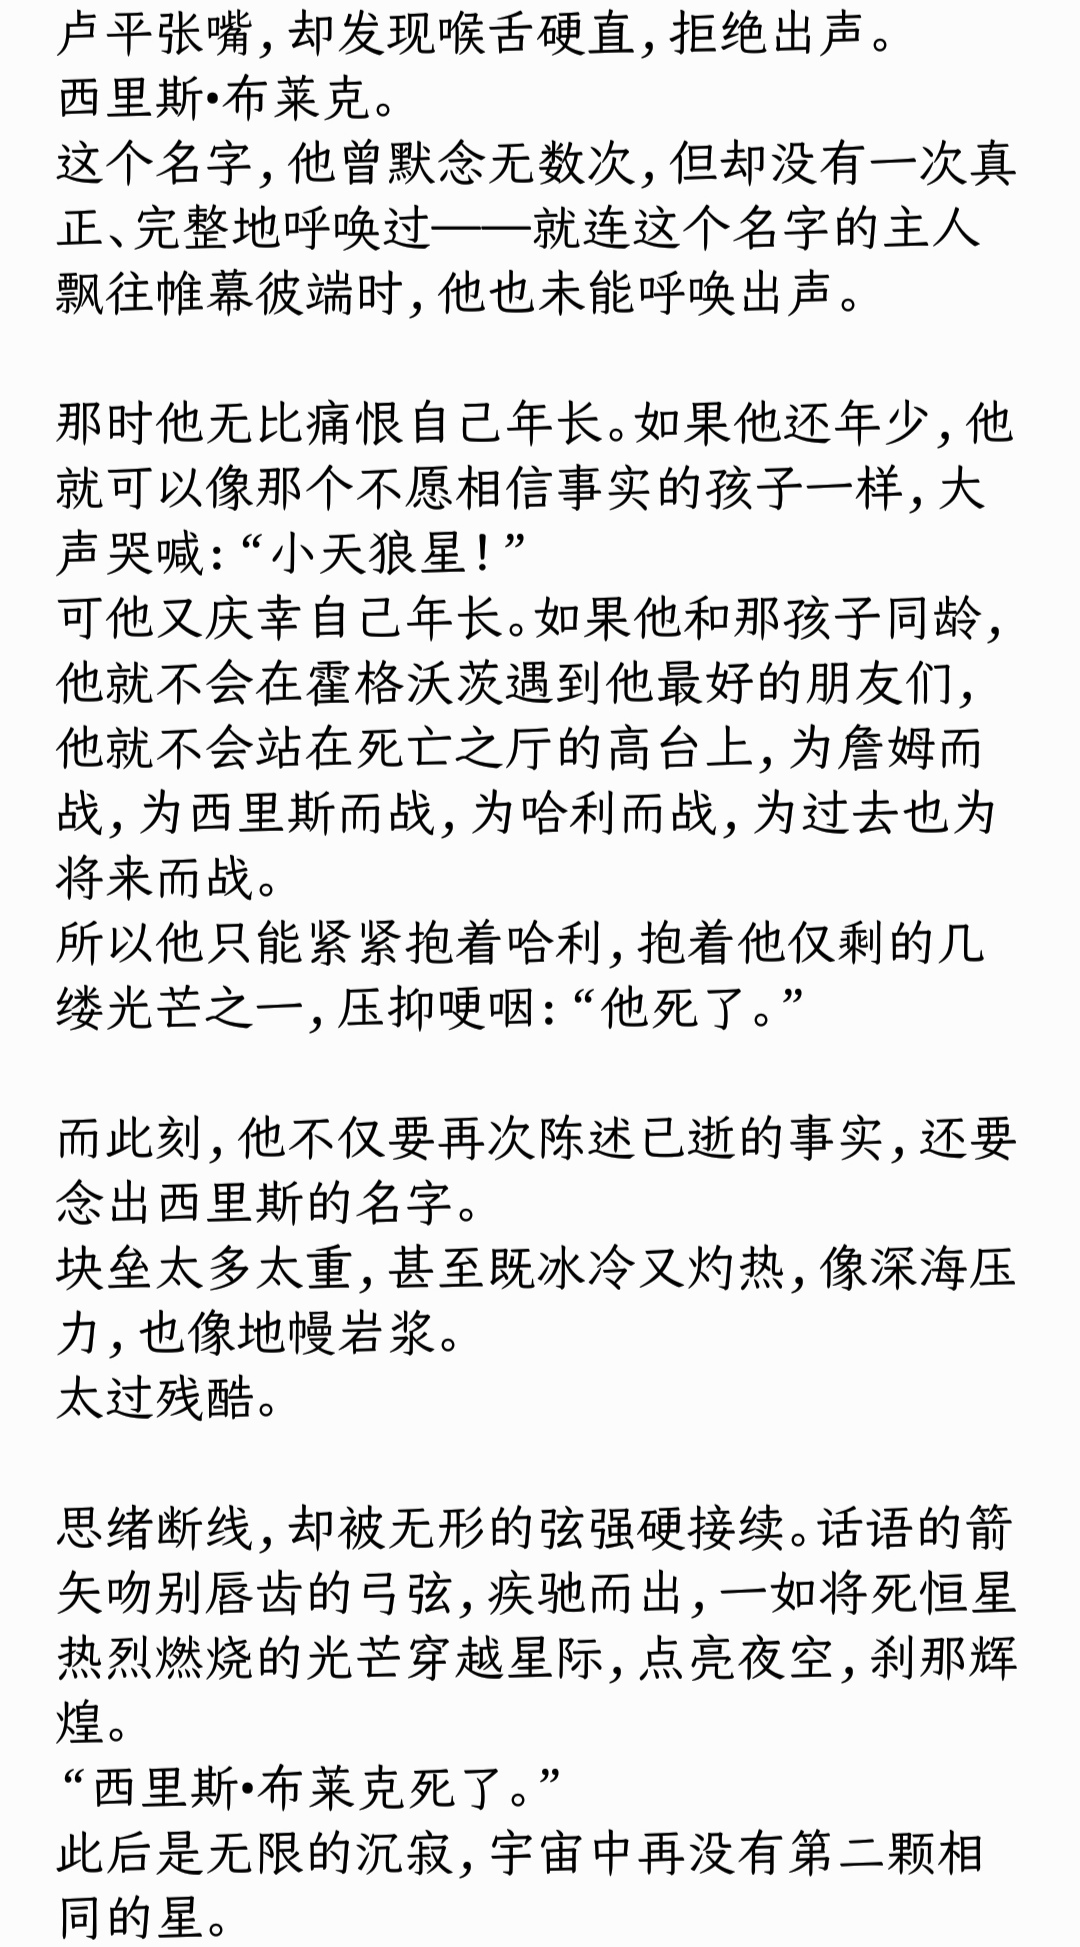 卢平张嘴，却发现喉舌硬直，拒绝出声。
西里斯•布莱克。
这个名字，他曾默念无数次，但却没有一次真
正、完整地呼唤过——就连这个名字的主人
飘往帷幕彼端时，他也未能呼唤出声。
那时他无比痛恨自己年长。如果他还年少，他
就可以像那个不愿相信事实的孩子一样，大
声哭喊：“小天狼星！”
可他又庆幸自己年长。如果他和那孩子同龄，
他就不会在霍格沃茨遇到他最好的朋友们，
他就不会站在死亡之厅的高台上，为詹姆而
战，为西里斯而战，为哈利而战，为过去也为
将来而战。
所以他只能紧紧抱着哈利，抱着他仅剩的几
缕光芒之一，压抑哽咽：“他死了。”
而此刻，他不仅要再次陈述已逝的事实，还要
念出西里斯的名字。
块垒太多太重，甚至既冰冷又灼热，像深海压
力，也像地幔岩浆。
太过残酷。
思绪断线，却被无形的弦强硬接续。话语的箭
矢吻别唇齿的弓弦，疾驰而出，一如将死恒星
热烈燃烧的光芒穿越星际，点亮夜空，刹那辉
煌。
“西里斯•布莱克死了。”
此后是无限的沉寂，宇宙中再没有第二颗相
同的星。